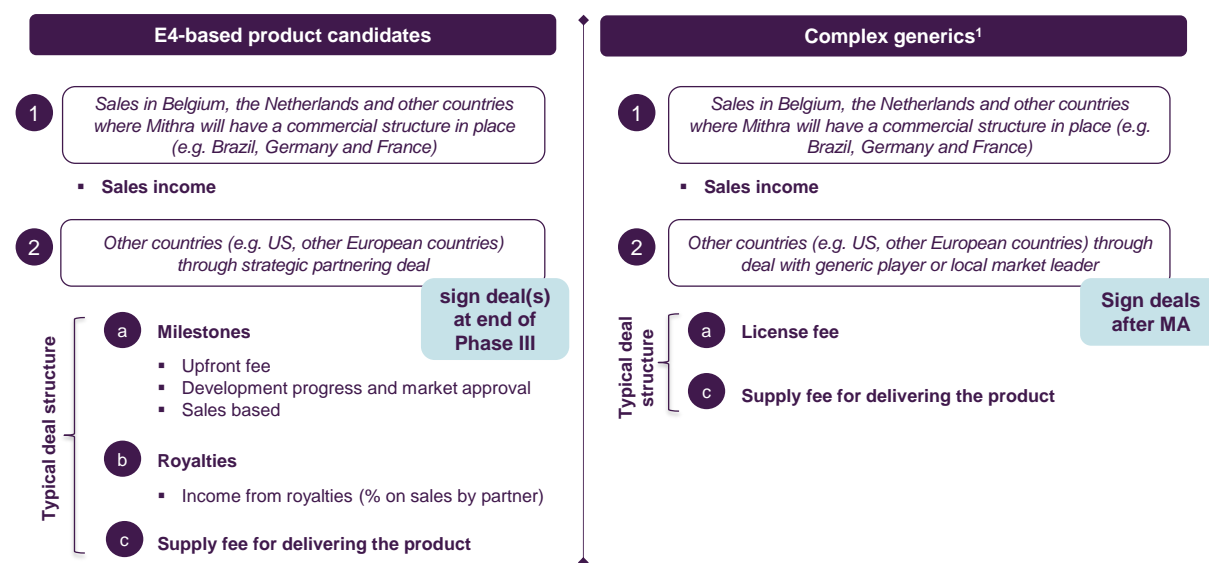 E4-based product candidates
1
Sales in Belgium, the Netherlands and other countries
where Mithra will have a commercial structure in place
(e.g. Brazil, Germany and France)
▪ Sales income
2
Other countries (e.g. US, other European countries)
through strategic partnering deal
sign deal(s)
at end of
Phase III
Typical deal structure
a
Milestones
▪ Upfront fee
▪ Development progress and market approval
▪ Sales based
b
Royalties
▪ Income from royalties (% on sales by partner)
c
Supply fee for delivering the product
Complex generics¹
1
Sales in Belgium, the Netherlands and other countries
where Mithra will have a commercial structure in place (e.g.
Brazil, Germany and France)
▪ Sales income
2
Other countries (e.g. US, other European countries) through
deal with generic player or local market leader
Sign deals
after MA
Typical deal
structure
a
License fee
c
Supply fee for delivering the product